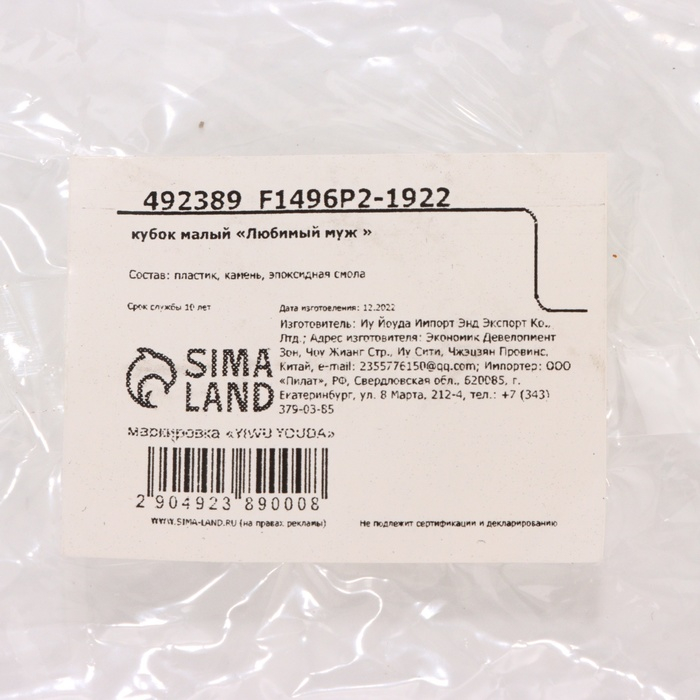 492389 F1496P2-1922
кубок малый «Любимый муж »
Состав: пластик, камень, эпоксидная смола
Срок службы 10 лет
Дата изготовления: 12.2022
Изготовитель: Иу Йоуда Импорт Энд Экспорт Ко.,
Лтд.; Адрес изготовителя: Экономик Девелопмент
Зон, Чоу Жианг Стр., Иу Сити, Чжэцзян Провинс,
Китай, e-mail: 2355776150@qq.com; Импортер: ООО
«Пилат», РФ, Свердловская обл., 620085, г.
Екатеринбург, ул. 8 Марта, 212-4, тел.: +7 (343)
379-03-85
SIMA
LAND
маркировка «YIWU YOUDA»
2 904923 890008
WWW.SIMA-LAND.RU (на правах рекламы)
Не подлежит сертификации и декларированию